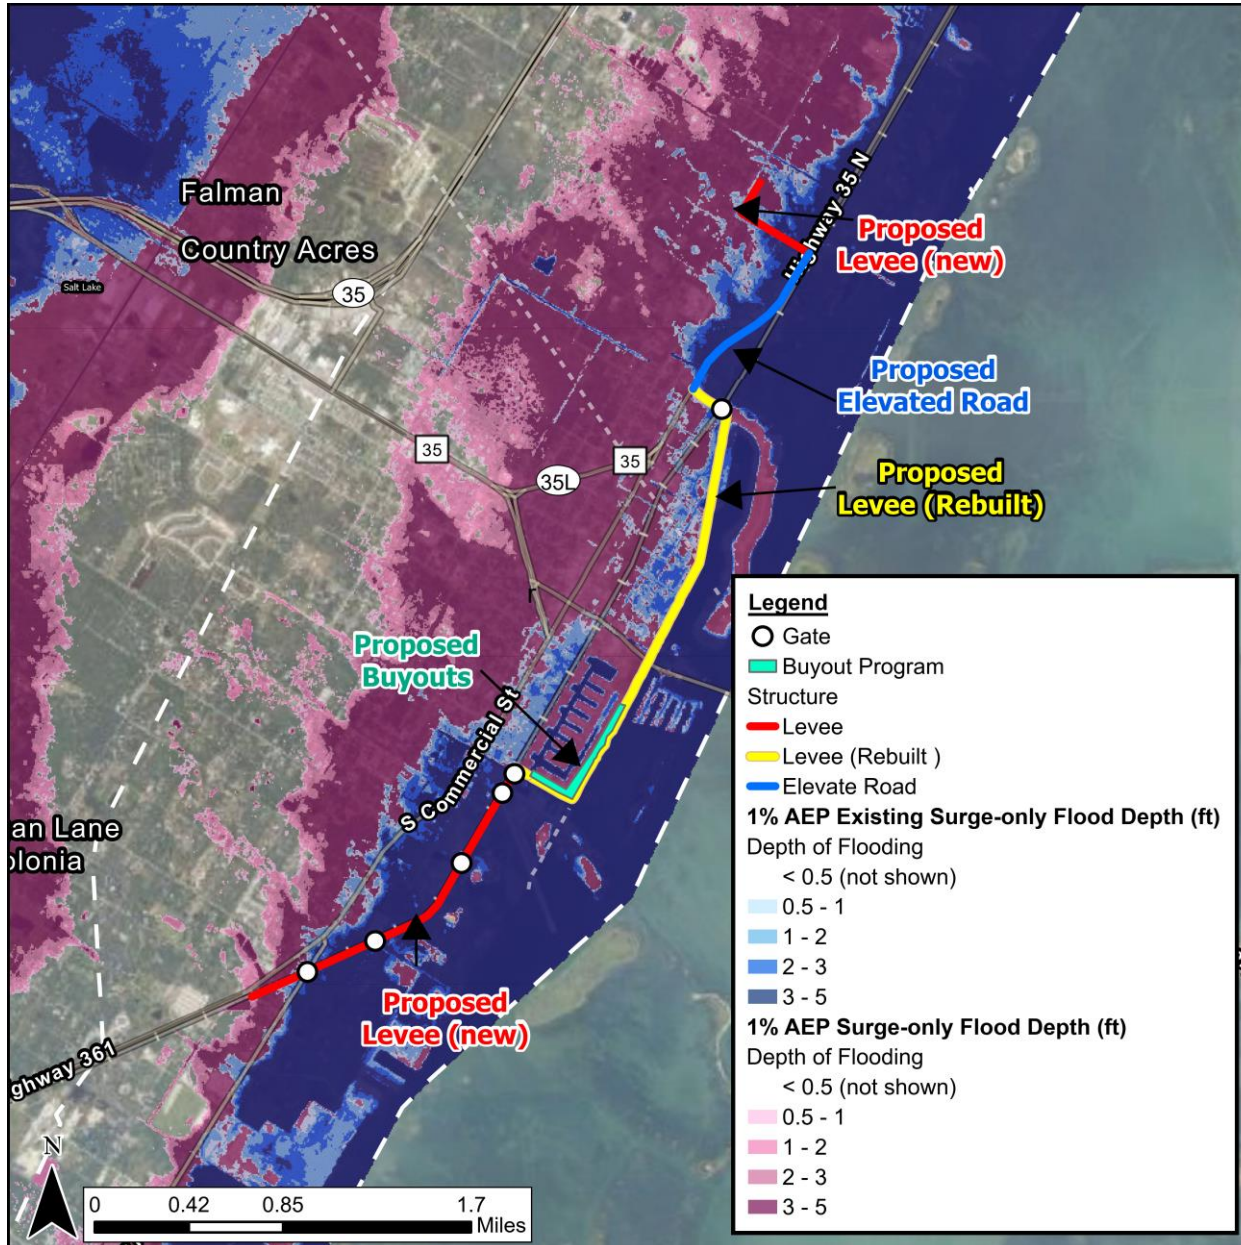 Falman
Country Acres
Salt Lake
35
Highway 35 N
Proposed
Levee (new)
Proposed
Elevated Road
35
35L
35
Proposed
Levee (Rebuilt)
r
Proposed
Buyouts
S Commercial St
an Lane
olonia
Proposed
Levee (new)
ghway 361
N
0 0.42 0.85 1.7
Miles
Legend
Gate
Buyout Program
Structure
Levee
Levee (Rebuilt )
Elevate Road
1% AEP Existing Surge-only Flood Depth (ft)
Depth of Flooding
< 0.5 (not shown)
0.5 - 1
1 - 2
2 - 3
3 - 5
1% AEP Surge-only Flood Depth (ft)
Depth of Flooding
< 0.5 (not shown)
0.5 - 1
1 - 2
2 - 3
3 - 5